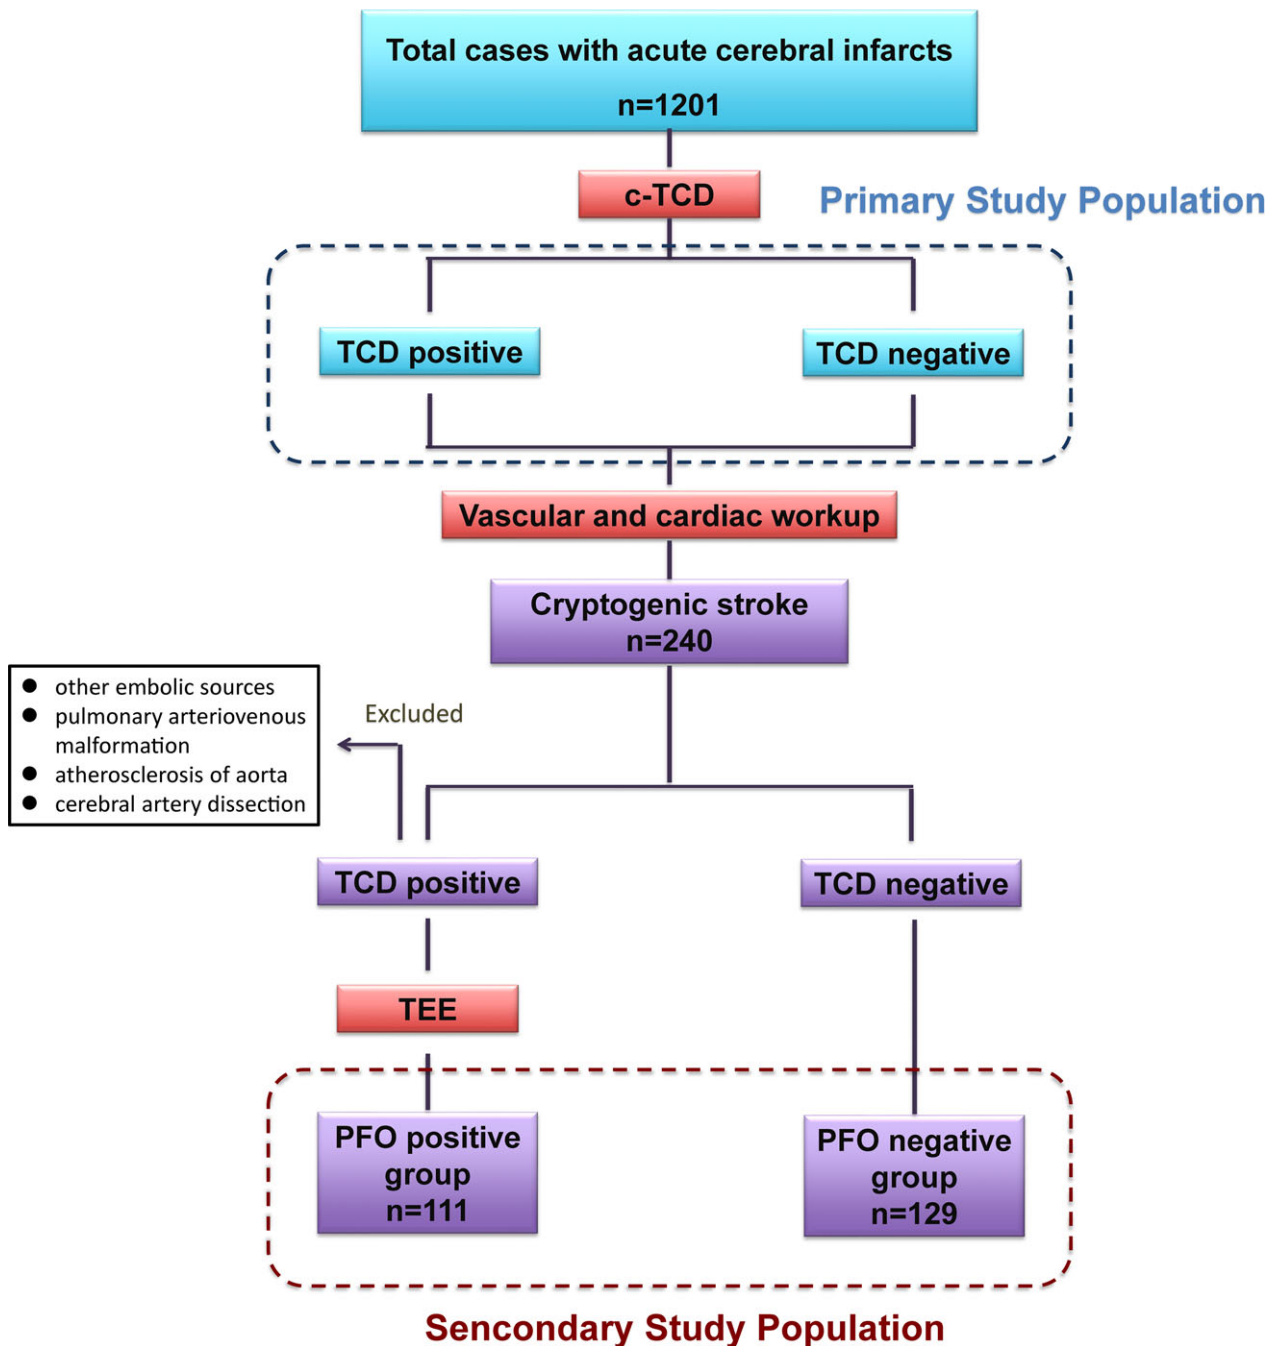 Total cases with acute cerebral infarcts
n=1201
c-TCD
Primary Study Population
TCD positive
TCD negative
Vascular and cardiac workup
Cryptogenic stroke
n=240
● other embolic sources
● pulmonary arteriovenous
malformation
● atherosclerosis of aorta
● cerebral artery dissection
Excluded
TCD positive
TCD negative
TEE
PFO positive
group
n=111
PFO negative
group
n=129
Sencondary Study Population